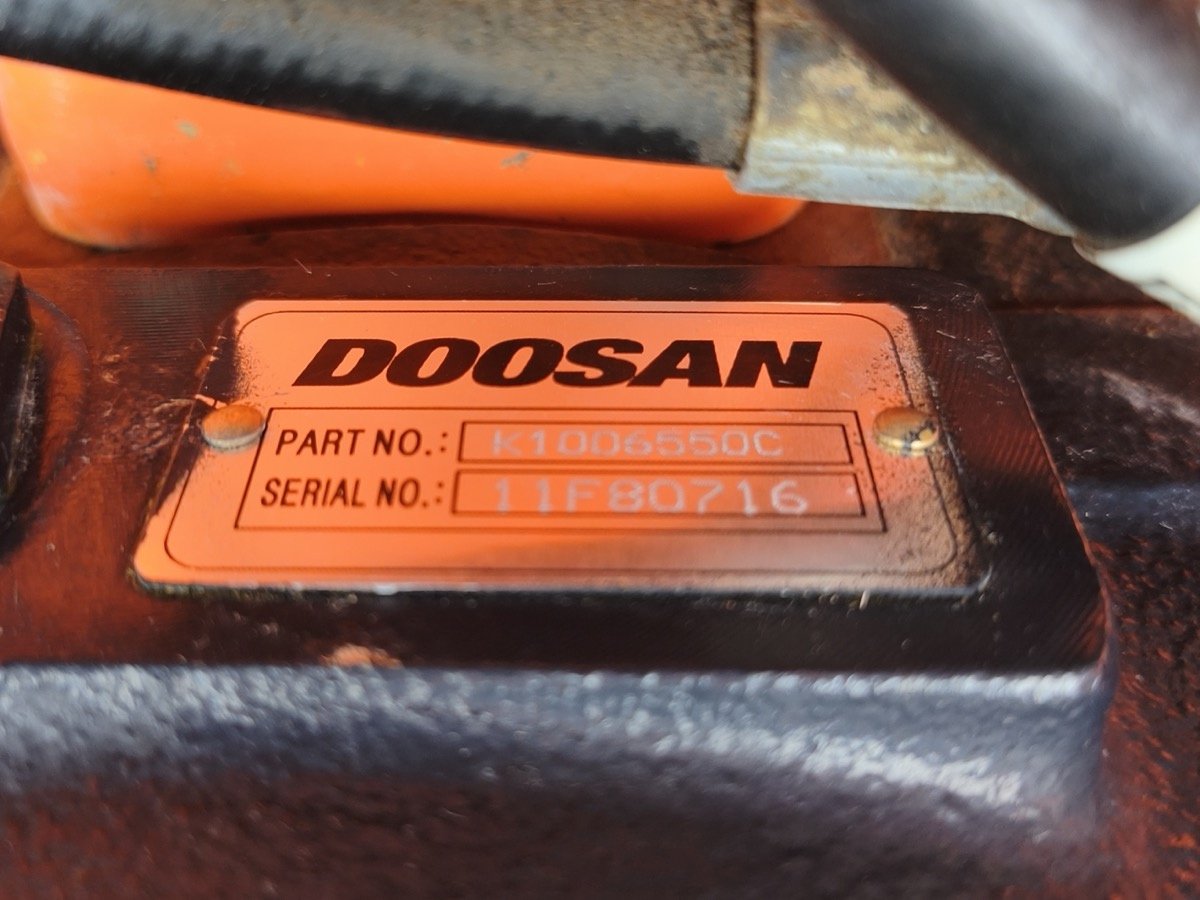 DOOSAN
PART NO.: K1006550C
SERIAL NO.: 11F80716